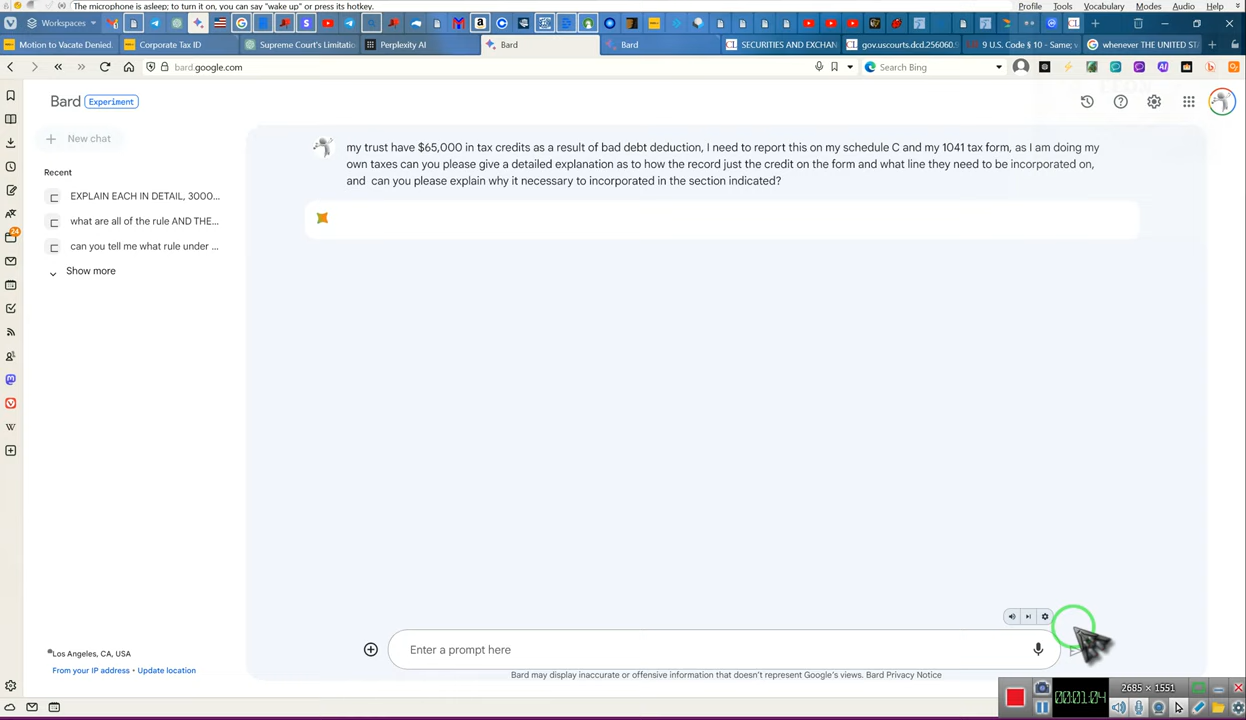 The microphone is asleep; to turn it on, you can say "wake up" or press its hotkey.
Profile Tools Vocabulary Modes Audio Help
Workspaces
Motion to Vacate Denied. Corporate Tax ID Supreme Court's Limitatio Perplexity AI Bard Bard SECURITIES AND EXCHAN gov.uscourts.dcd.256060. 9 U.S. Code § 10 - Same; v whenever THE UNITED ST
bard.google.com Search Bing
Bard Experiment
New chat
Recent
EXPLAIN EACH IN DETAIL, 3000...
what are all of the rule AND THE...
can you tell me what rule under ...
Show more
my trust have $65,000 in tax credits as a result of bad debt deduction, I need to report this on my schedule C and my 1041 tax form, as I am doing my
own taxes can you please give a detailed explanation as to how the record just the credit on the form and what line they need to be incorporated on,
and can you please explain why it necessary to incorporated in the section indicated?
24
Enter a prompt here
Los Angeles, CA, USA
From your IP address • Update location
Bard may display inaccurate or offensive information that doesn't represent Google's views. Bard Privacy Notice
00:01:04
2685 × 1551